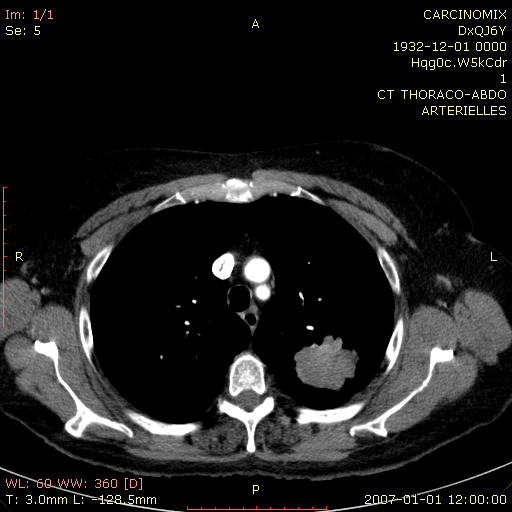 Im: 1/1
Se: 5
A
CARCINOMIX
DxQJ6Y
1932-12-01 0000
Hqg0c.W5kCdr
1
CT THORACO-ABDO
ARTERIELLES
R
L
WL: 60 WW: 360 [D]
T: 3.0mm L: -128.5mm
P
2007-01-01 12:00:00